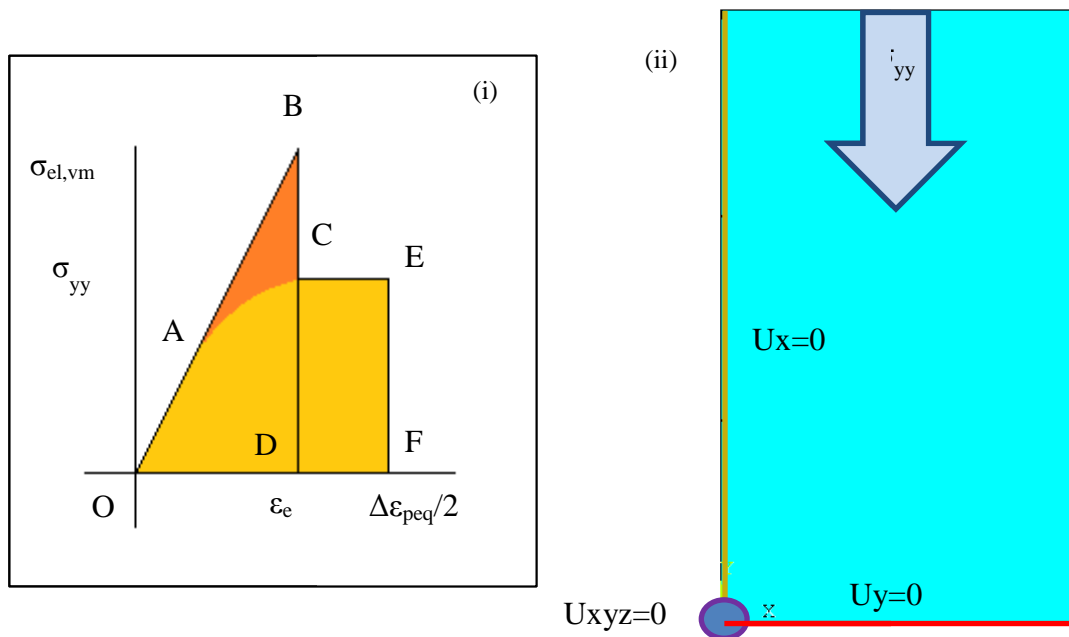 (i)
B
σel,vm
C
σyy
E
A
D
F
O
εe
Δεpeq/2
(ii)
yy
Ux=0
Y
X
Uy=0
Uxyz=0